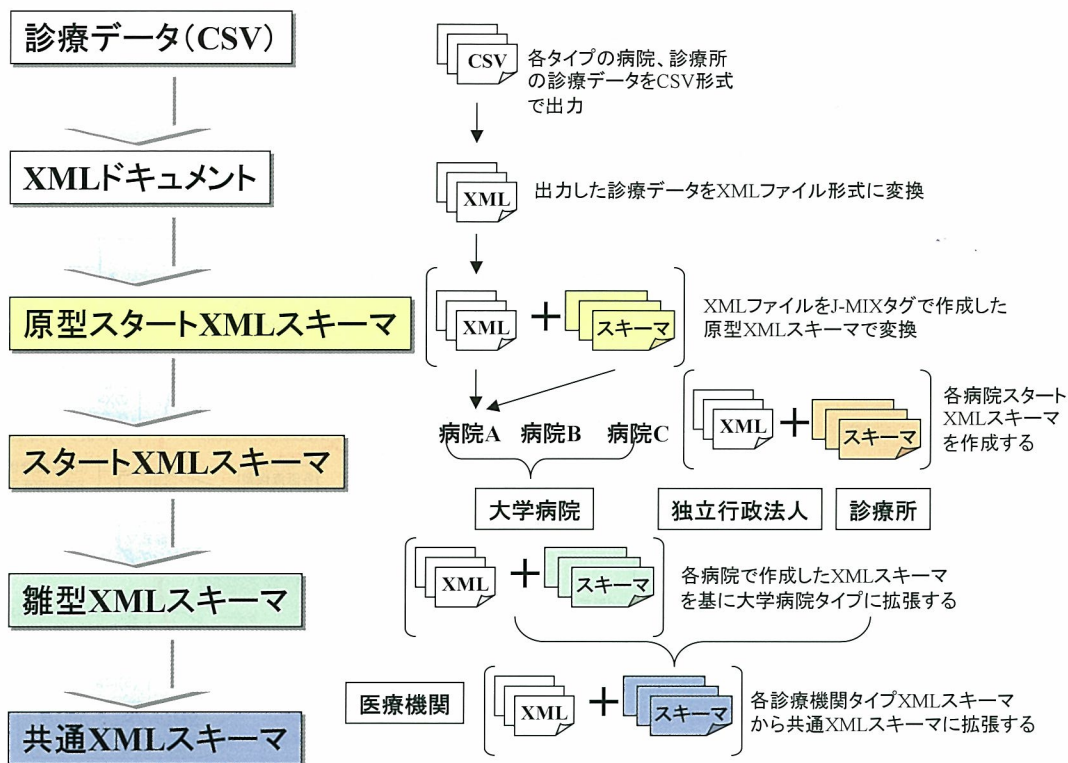 診療データ(CSV)
CSV
各タイプの病院、診療所
の診療データをCSV形式
で出力
XMLドキュメント
XML
出力した診療データをXMLファイル形式に変換
原型スタートXMLスキーマ
XML
+
スキーマ
XMLファイルをJ-MIXタグで作成した
原型XMLスキーマで変換
病院A 病院B 病院C
XML
+
スキーマ
各病院スタート
XMLスキーマ
を作成する
スタートXMLスキーマ
大学病院
独立行政法人
診療所
雛型XMLスキーマ
XML
+
スキーマ
各病院で作成したXMLスキーマ
を基に大学病院タイプに拡張する
共通XMLスキーマ
医療機関
XML
+
スキーマ
各診療機関タイプXMLスキーマ
から共通XMLスキーマに拡張する